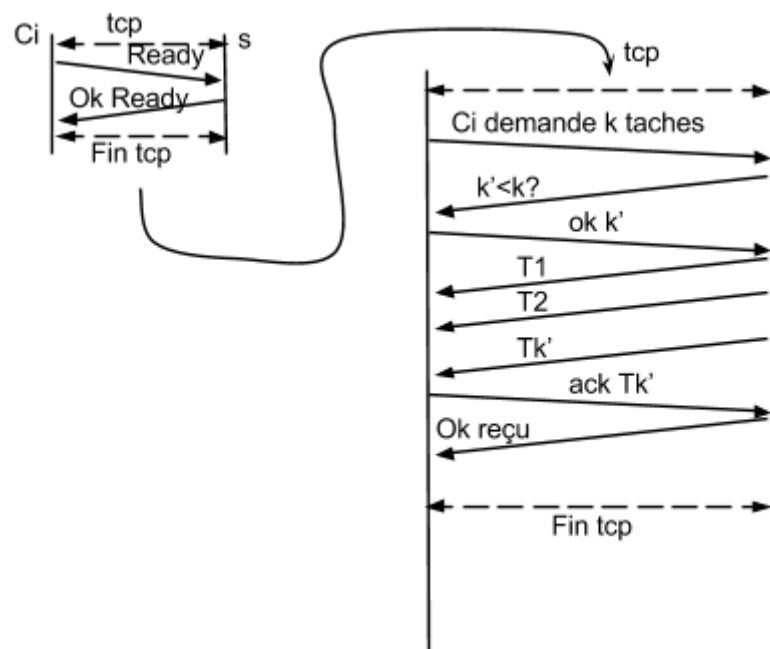 Ci
tcp
s
Ready
Ok Ready
Fin tcp
tcp
Ci demande k taches
k'<k?
ok k'
T1
T2
Tk'
ack Tk'
Ok reçu
Fin tcp